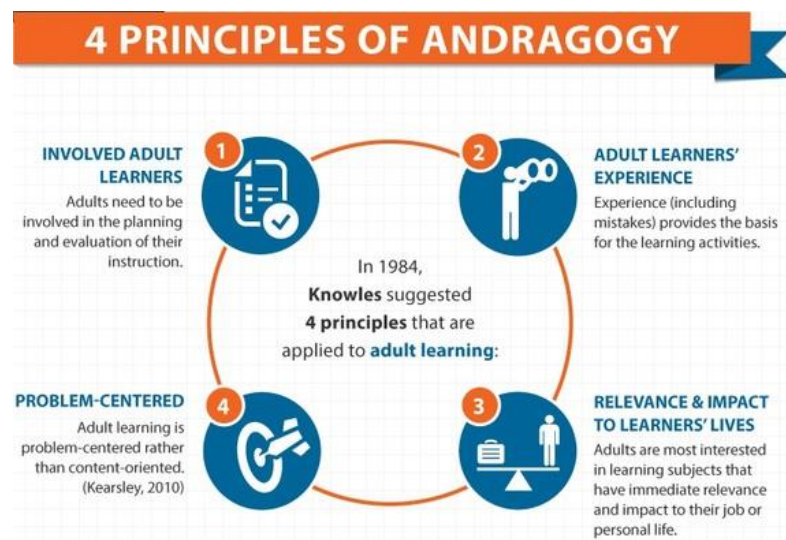 4 PRINCIPLES OF ANDRAGOGY
1
INVOLVED ADULT
LEARNERS
Adults need to be
involved in the planning
and evaluation of their
instruction.
2
ADULT LEARNERS'
EXPERIENCE
Experience (including
mistakes) provides the basis
for the learning activities.
In 1984,
Knowles suggested
4 principles that are
applied to adult learning:
3
RELEVANCE & IMPACT
TO LEARNERS' LIVES
Adults are most interested
in learning subjects that
have immediate relevance
and impact to their job or
personal life.
4
PROBLEM-CENTERED
Adult learning is
problem-centered rather
than content-oriented.
(Kearsley, 2010)